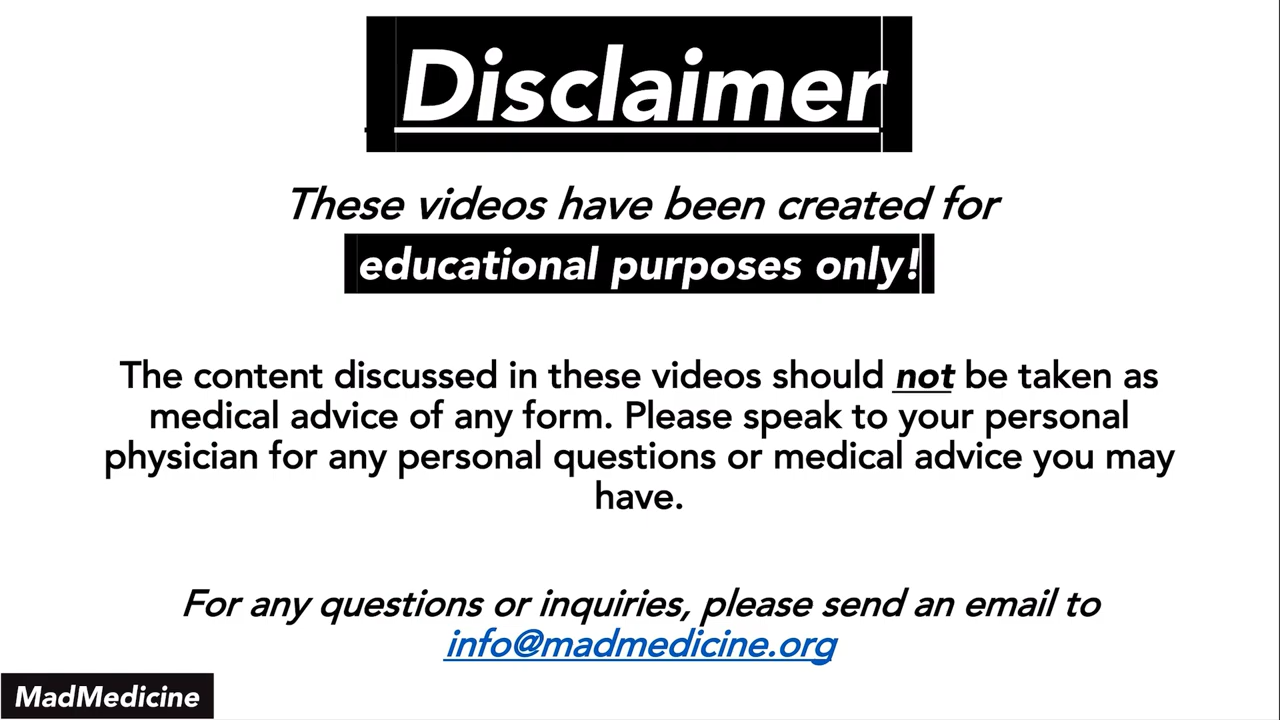 Disclaimer
These videos have been created for
educational purposes only!
The content discussed in these videos should not be taken as
medical advice of any form. Please speak to your personal
physician for any personal questions or medical advice you may
have.
For any questions or inquiries, please send an email to
info@madmedicine.org
MadMedicine